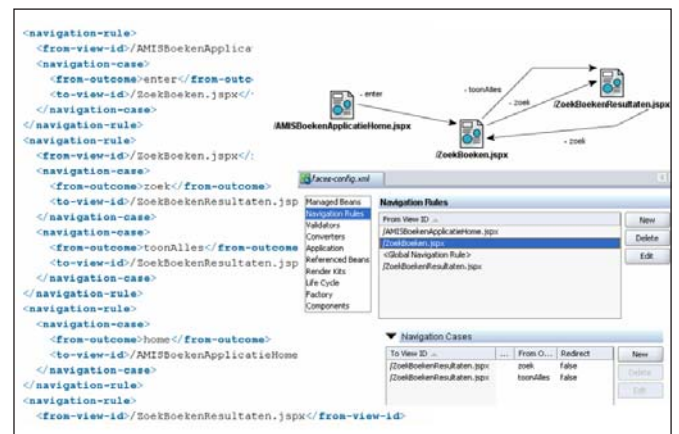 <navigation-rule>
<from-view-id>/AMISBoekenApplica
<navigation-case>
<from-outcome>enter</from-outc
<to-view-id>/ZoekBoeken.jspx</
</navigation-case>
</navigation-rule>
<navigation-rule>
<from-view-id>/ZoekBoeken.jspx</
<navigation-case>
<from-outcome>zoek</from-outcome>
<to-view-id>/ZoekBoekenResultaten.jsp
</navigation-case>
<navigation-case>
<from-outcome>toonAlles</from-outcome
<to-view-id>/ZoekBoekenResultaten.jsp
</navigation-case>
</navigation-rule>
<navigation-rule>
<navigation-case>
<from-outcome>home</from-outcome>
<to-view-id>/AMISBoekenApplicatieHome
</navigation-case>
</navigation-rule>
<navigation-rule>
<from-view-id>/ZoekBoekenResultaten.jspx</from-view-id>
- enter
/AMISBoekenApplicatieHome.jspx
- toonAlles
- zoek
/ZoekBoekenResultaten.jspx
- zoek
/ZoekBoeken.jspx
faces-config.xml
Managed Beans
Navigation Rules
Validators
Converters
Application
Referenced Beans
Render Kits
Life Cycle
Factory
Components
Navigation Rules
From View ID
/AMISBoekenApplicatieHome.jspx
/ZoekBoeken.jspx
<Global Navigation Rule>
/ZoekBoekenResultaten.jspx
New
Delete
Edit
Navigation Cases
To View ID ... From O... Redirect
/ZoekBoekenResultaten.jspx zoek false
/ZoekBoekenResultaten.jspx toonAlles false
New
Delete
Edit